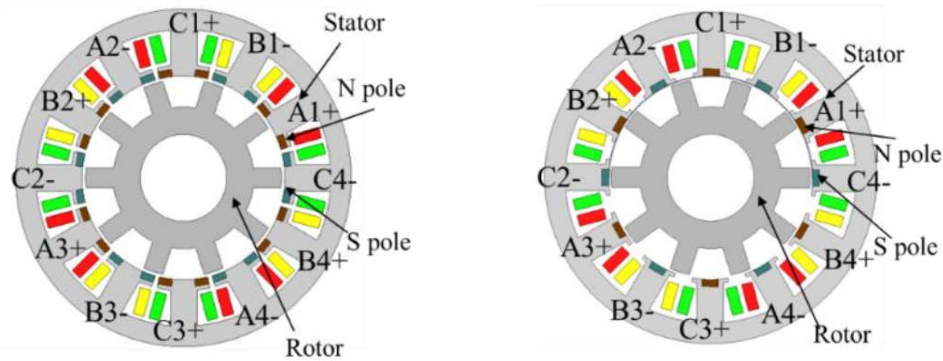 C1+
A2-
B1-
Stator
N pole
B2+
A1+
C2-
C4-
S pole
A3+
B4+
B3-
A4-
C3+
Rotor
C1+
A2-
B1-
Stator
B2+
A1+
N pole
C2-
C4-
S pole
A3+
B4+
B3-
A4-
C3+
Rotor